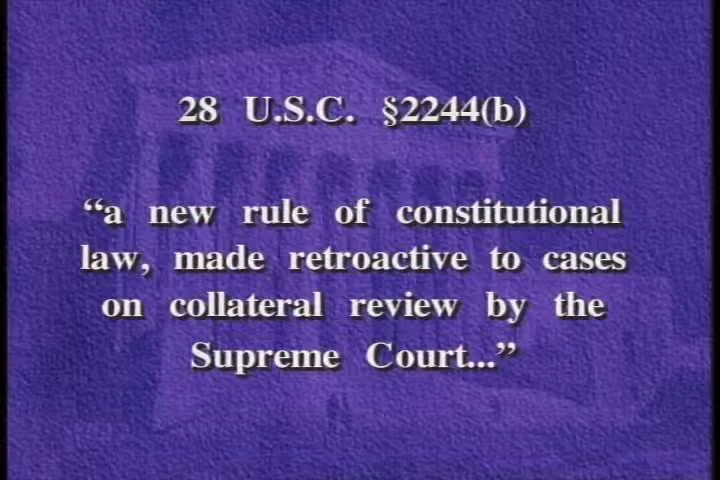 28 U.S.C. §2244(b)
“a new rule of constitutional
law, made retroactive to cases
on collateral review by the
Supreme Court...”